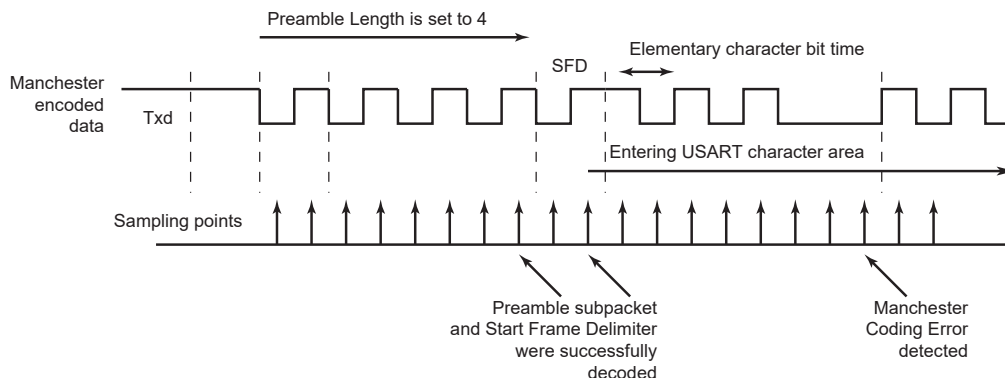 Preamble Length is set to 4
Elementary character bit time
SFD
Manchester
encoded
data
Txd
Entering USART character area
Sampling points
Preamble subpacket
and Start Frame Delimiter
were successfully
decoded
Manchester
Coding Error
detected